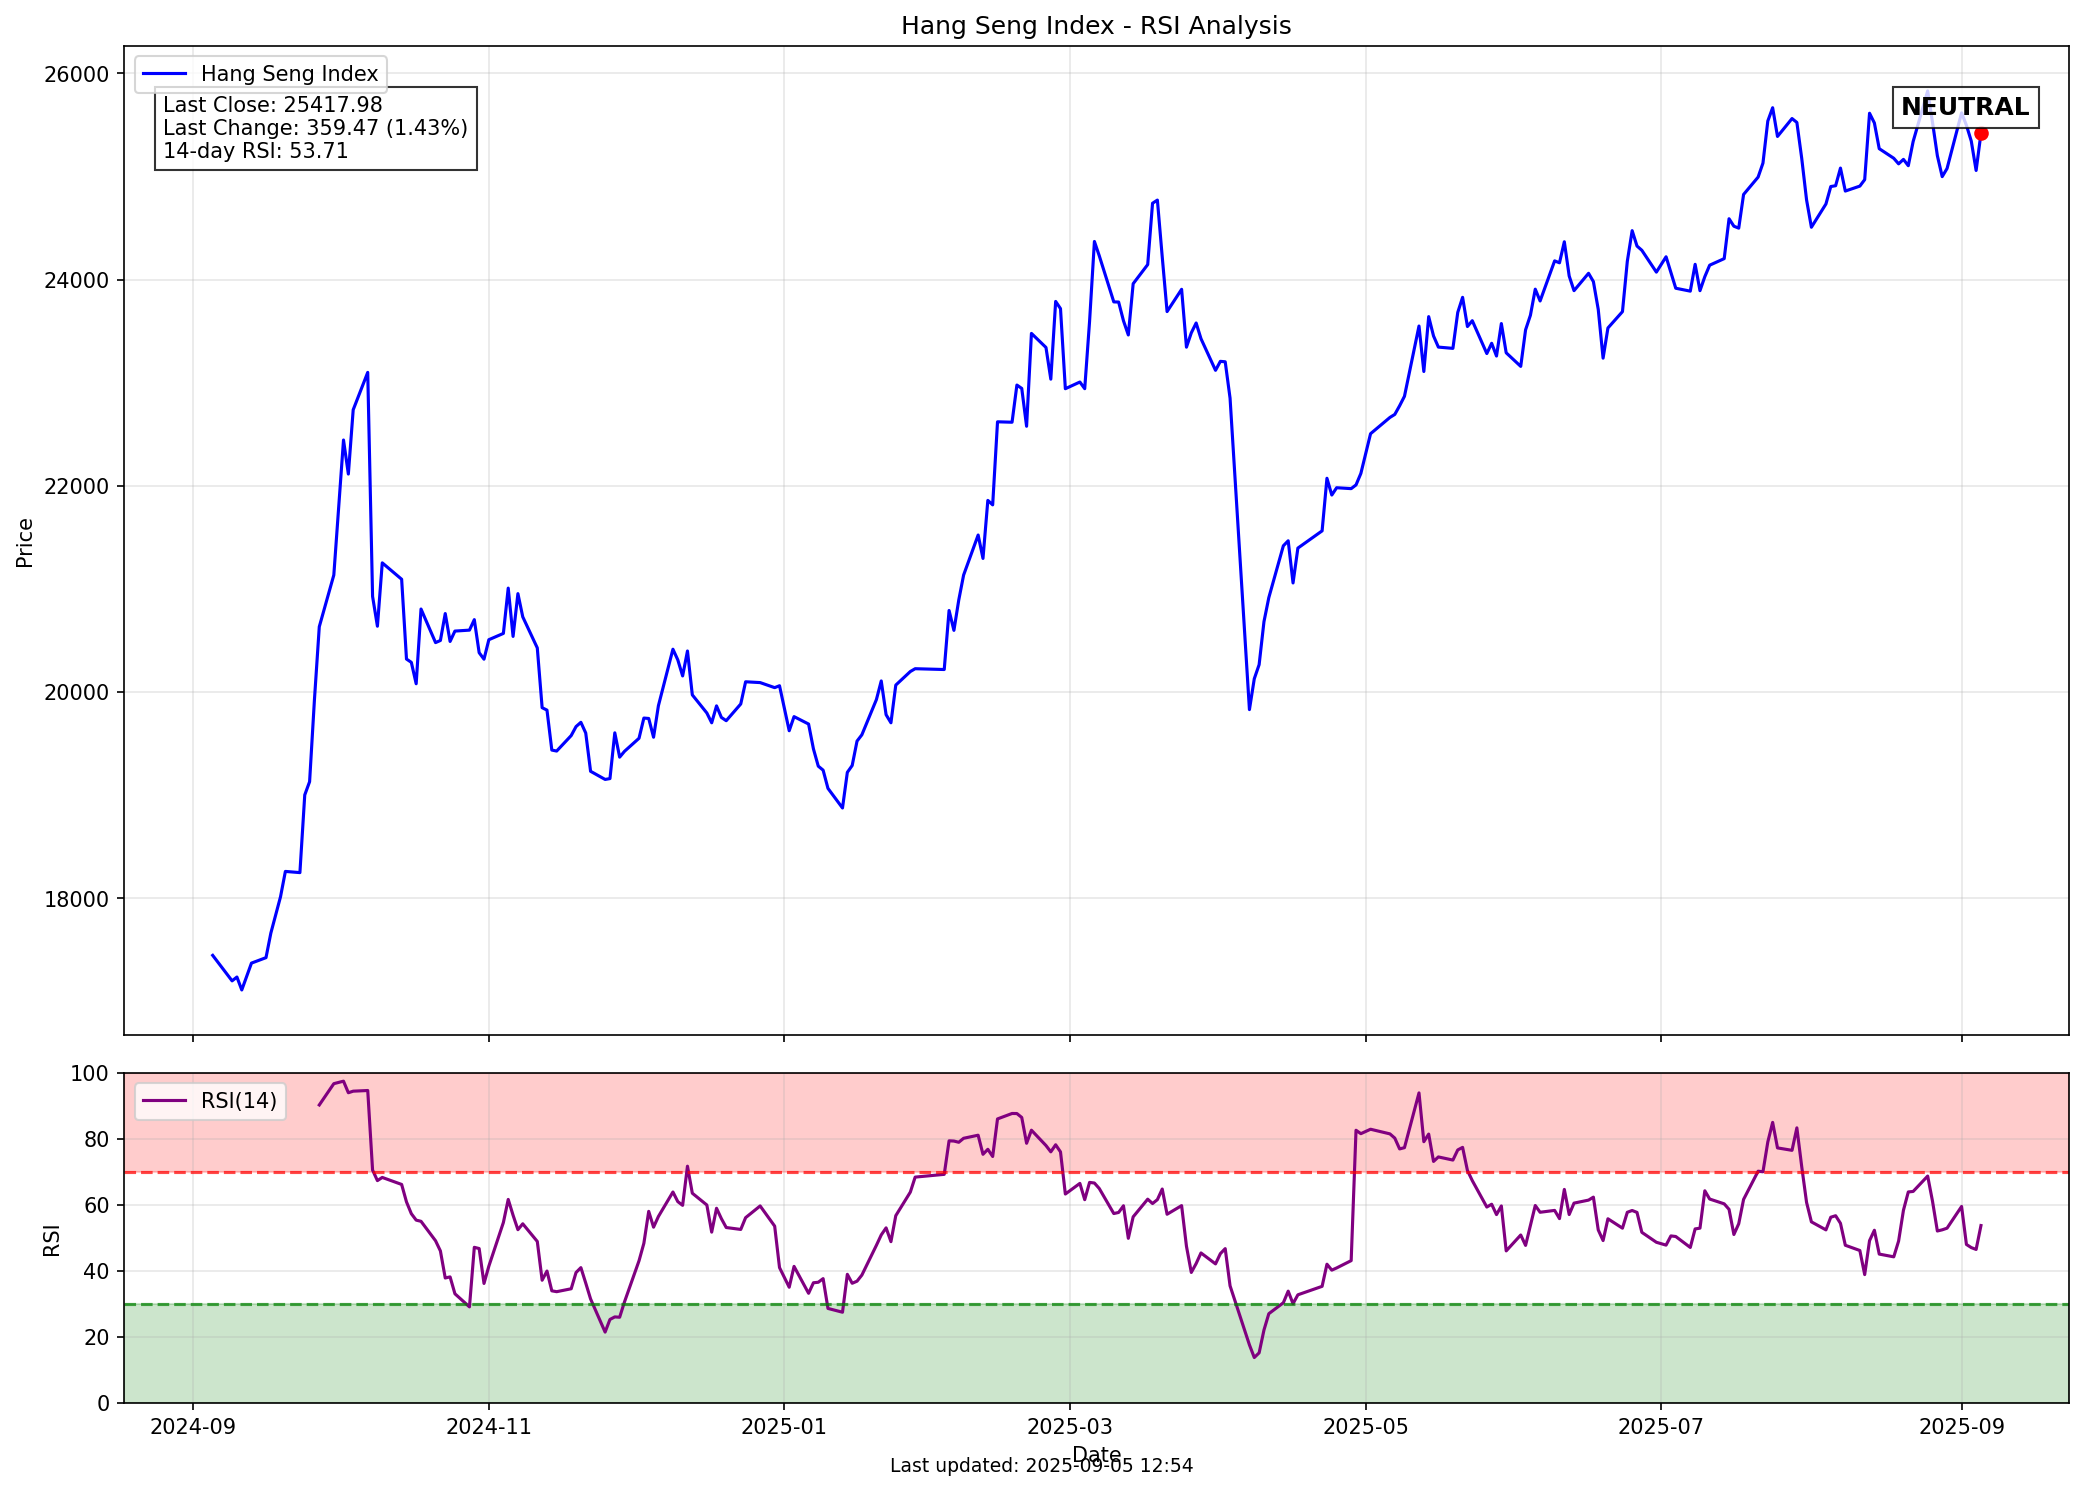 Hang Seng Index - RSI Analysis
Hang Seng Index
Last Close: 25417.98
Last Change: 359.47 (1.43%)
14-day RSI: 53.71
NEUTRAL
26000
24000
22000
20000
18000
Price
RSI(14)
100
80
60
40
20
0
RSI
2024-09
2024-11
2025-01
2025-03
2025-05
2025-07
2025-09
Date
Last updated: 2025-09-05 12:54